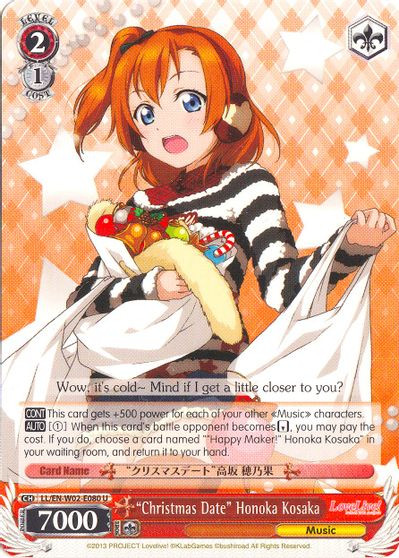 LEVEL
2
1
COST
Wow, it's cold~ Mind if I get a little closer to you?
CONT This card gets +500 power for each of your other «Music» characters.
AUTO [①] When this card's battle opponent becomes [ ], you may pay the
cost. If you do, choose a card named ""Happy Maker!" Honoka Kosaka" in
your waiting room, and return it to your hand.
Card Name "クリスマスデート"高坂 穂乃果
CH LL/EN-W02-E080 U
7000
"Christmas Date" Honoka Kosaka
LoveLive!
Music
©2013 PROJECT Lovelive! ©KLabGames ©bushiroad All Rights Reserved.